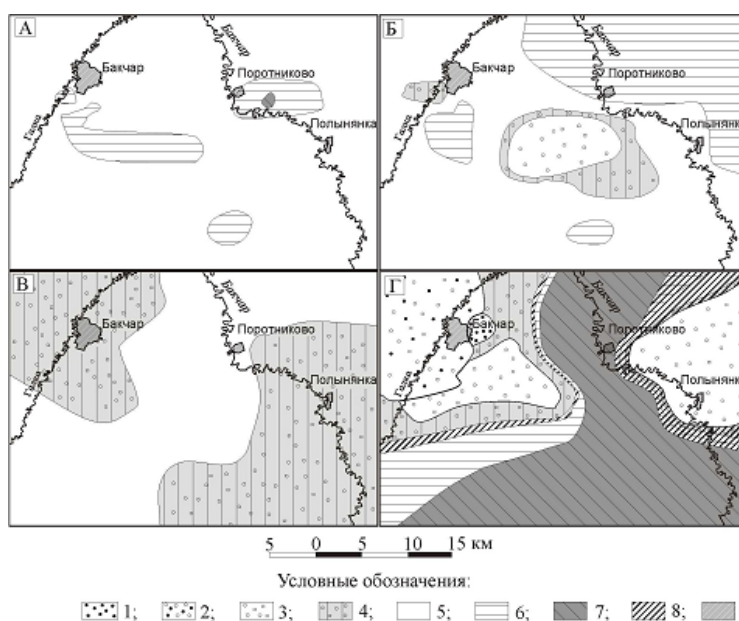 А
Бакчар
Бакчар
Поротниково
Полынянка
Галка
Б
Бакчар
Бакчар
Поротниково
Полынянка
Галка
В
Бакчар
Бакчар
Поротниково
Полынянка
Галка
Г
Бакчар
Бакчар
Поротниково
Полынянка
Галка
5 0 5 10 15 км
Условные обозначения:
1; 2; 3; 4; 5; 6; 7; 8;